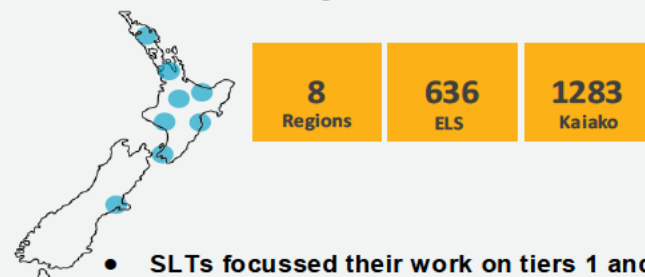 8
Regions
636
ELS
1283
Kaiako
• SLTs focussed their work on tiers 1 and